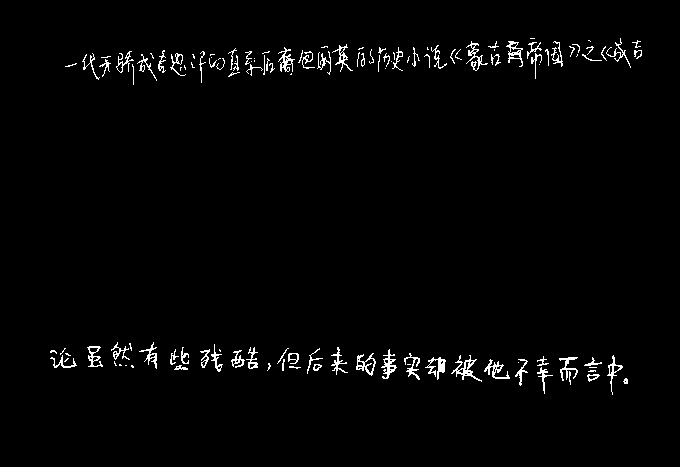 一代天骄成吉思汗的直系后裔包丽英的历史小说《蒙古帝国》之《成吉
论虽然有些残酷,但后来的事实却被他不幸而言中。